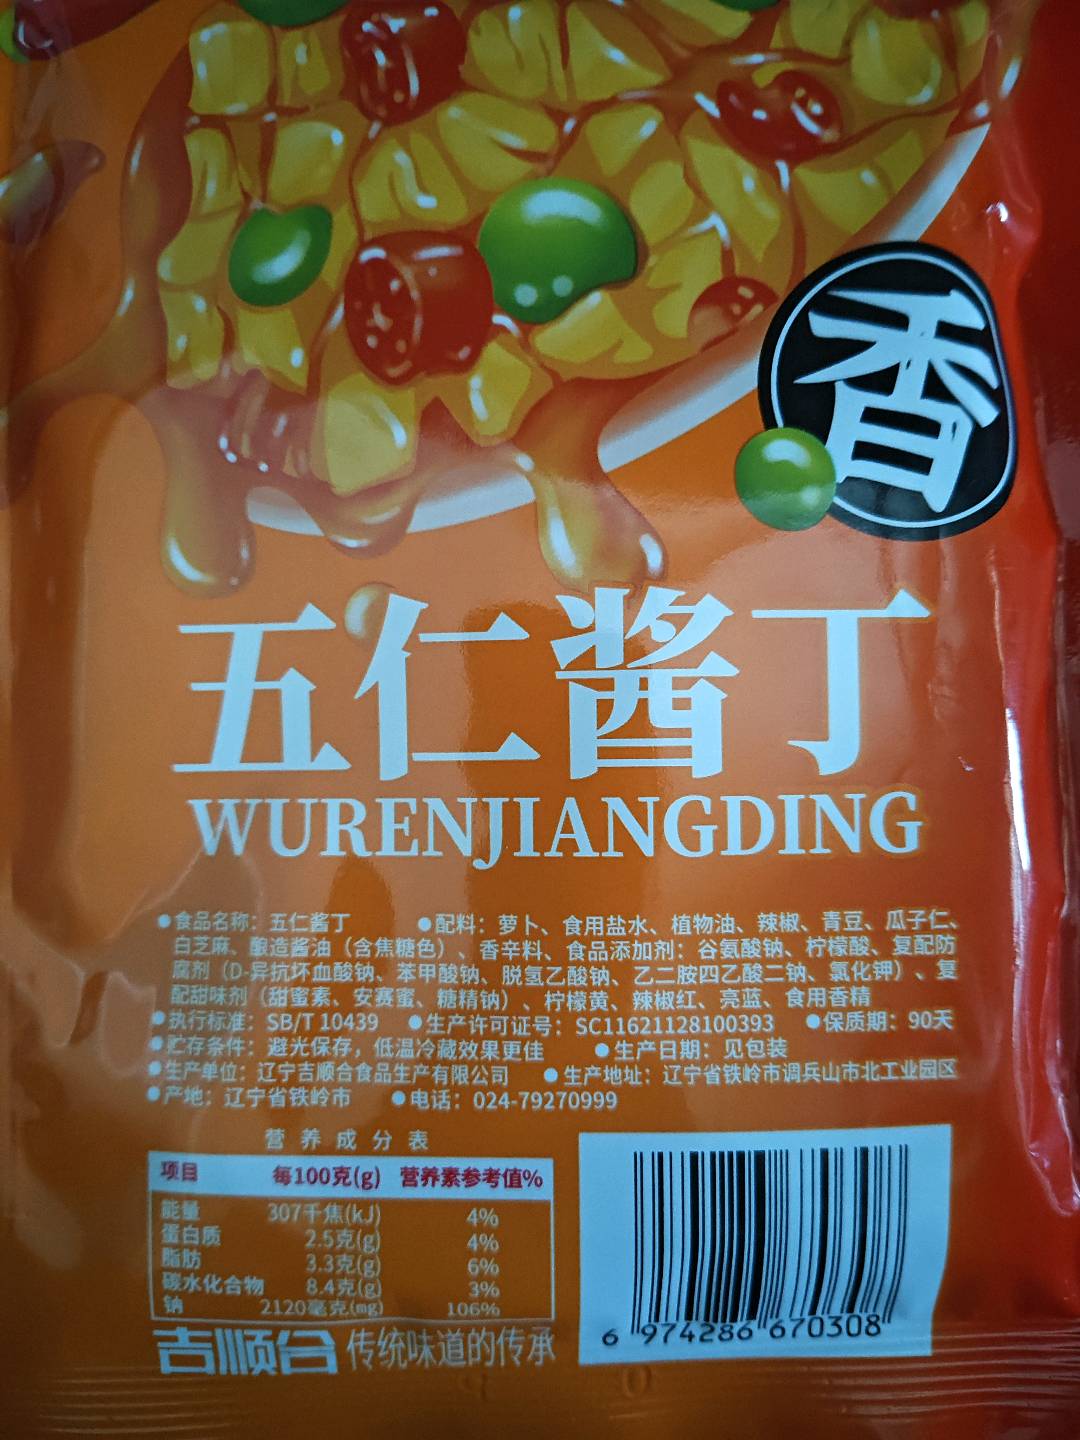 香
五仁酱丁
WURENJIANGDING
●食品名称：五仁酱丁 ●配料：萝卜、食用盐水、植物油、辣椒、青豆、瓜子仁、
白芝麻、酿造酱油（含焦糖色）、香辛料、食品添加剂：谷氨酸钠、柠檬酸、复配防
腐剂（D-异抗坏血酸钠、苯甲酸钠、脱氢乙酸钠、乙二胺四乙酸二钠、氯化钾）、复
配甜味剂（甜蜜素、安赛蜜、糖精钠）、柠檬黄、辣椒红、亮蓝、食用香精
●执行标准：SB/T 10439 ●生产许可证号：SC11621128100393 ●保质期：90天
●贮存条件：避光保存，低温冷藏效果更佳 ●生产日期：见包装
●生产单位：辽宁吉顺合食品生产有限公司 ●生产地址：辽宁省铁岭市调兵山市北工业园区
●产地：辽宁省铁岭市 ●电话：024-79270999
营养成分表
项目 每100克(g) 营养素参考值%
能量 307千焦(kJ) 4%
蛋白质 2.5克(g) 4%
脂肪 3.3克(g) 6%
碳水化合物 8.4克(g) 3%
钠 2120毫克(mg) 106%
吉顺合 传统味道的传承
6 974286 670308